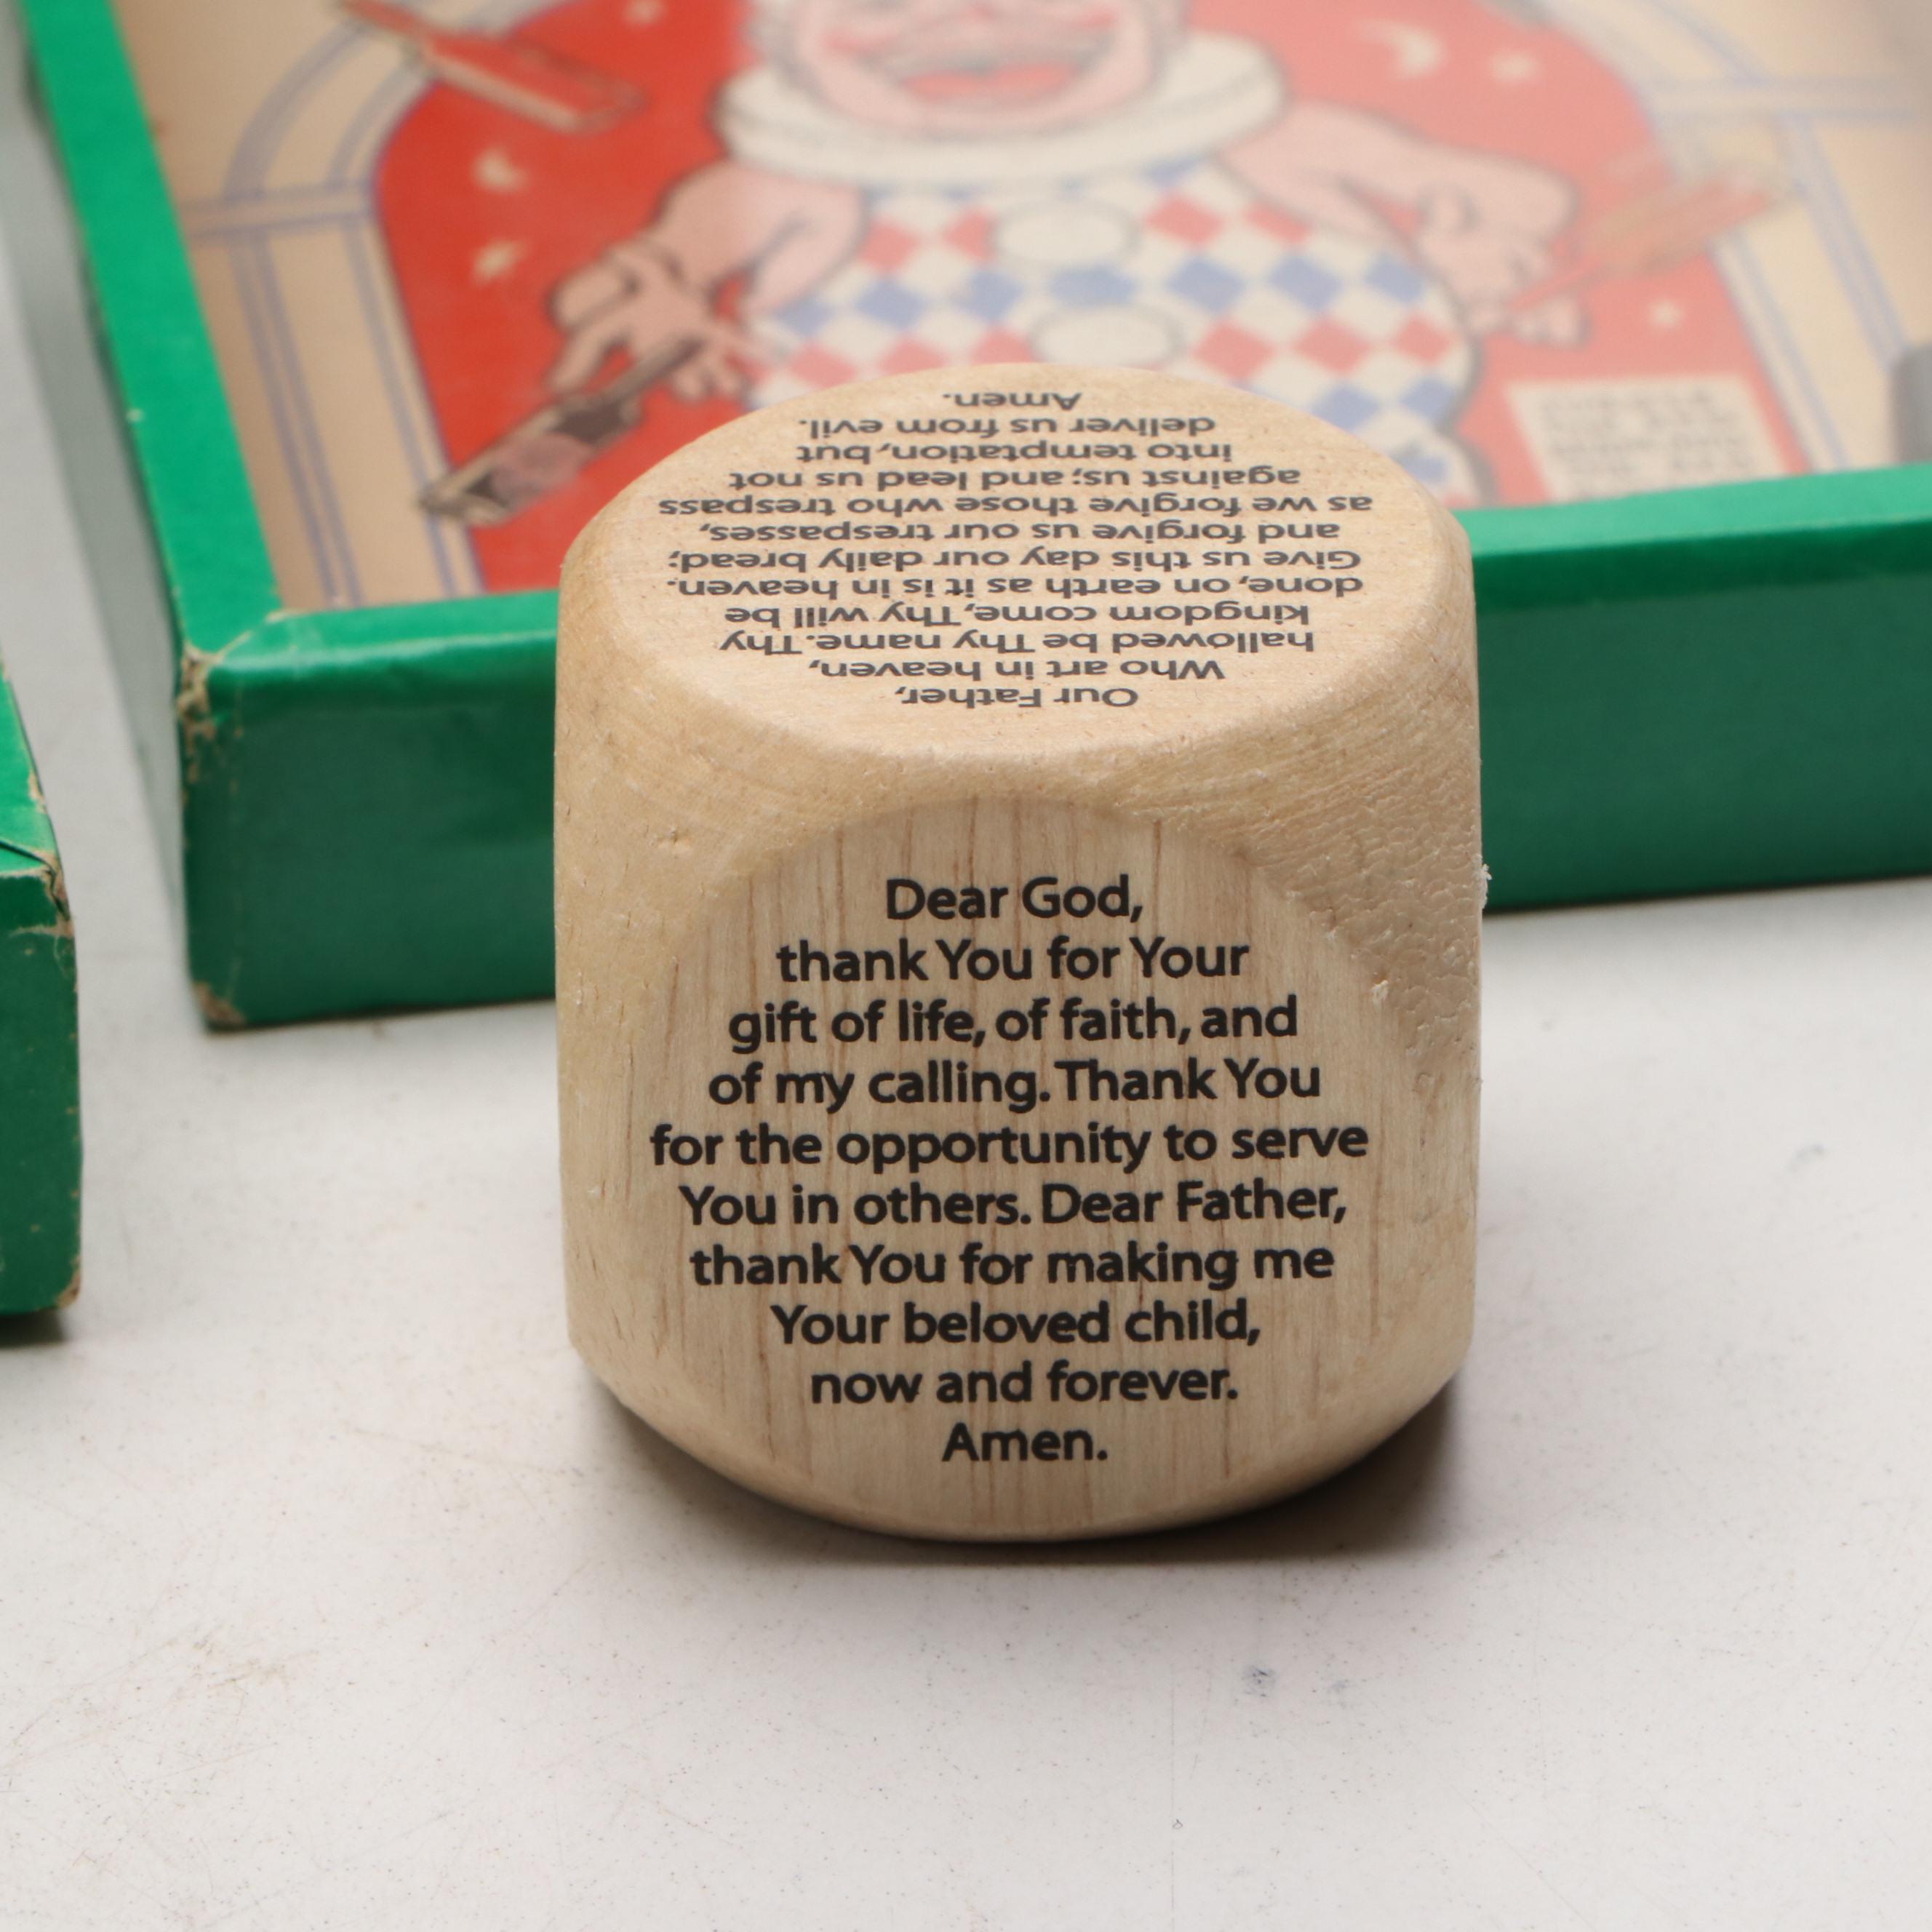 Our Father,
Who art in heaven,
hallowed be Thy name. Thy
kingdom come, Thy will be
done, on earth as it is in heaven.
Give us this day our daily bread;
and forgive us our trespasses,
as we forgive those who trespass
against us; and lead us not
into temptation, but
deliver us from evil.
Amen.
Dear God,
thank You for Your
gift of life, of faith, and
of my calling. Thank You
for the opportunity to serve
You in others. Dear Father,
thank You for making me
Your beloved child,
now and forever.
Amen.